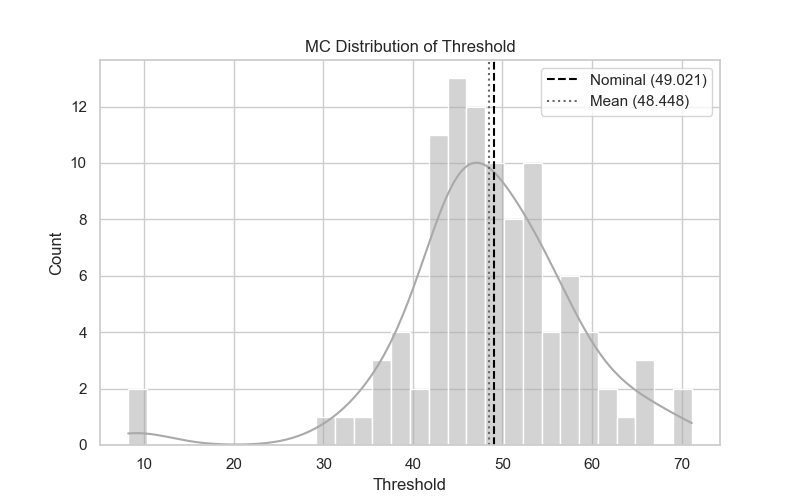 MC Distribution of Threshold
Nominal (49.021)
Mean (48.448)
Count
12
10
8
6
4
2
0
10
20
30
40
50
60
70
Threshold